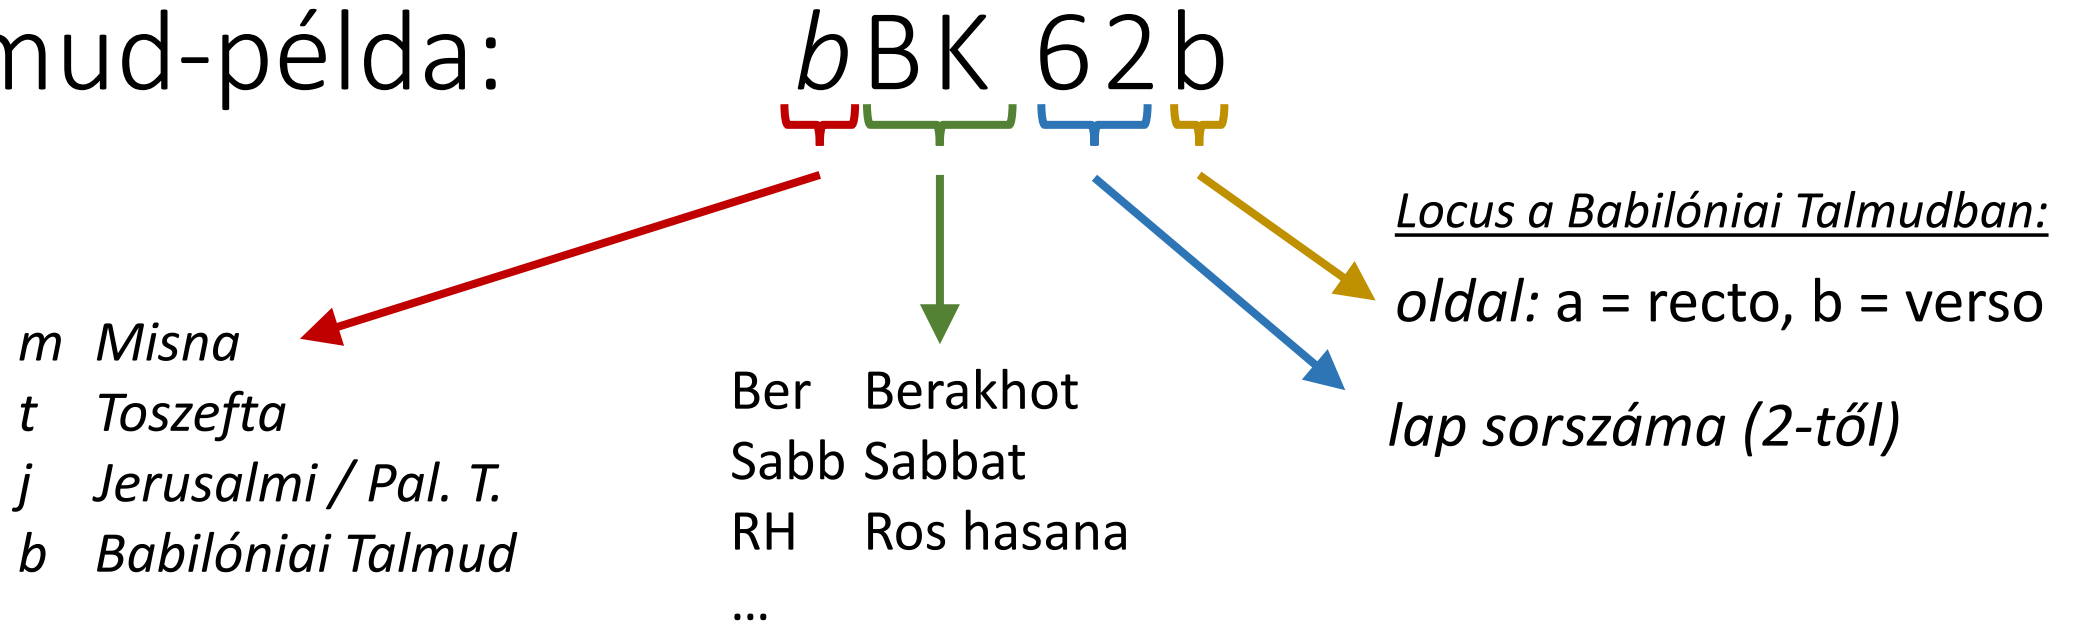 mud-példa: bBK 62b
Locus a Babilóniai Talmudban:
oldal: a = recto, b = verso
lap sorszáma (2-től)
m Misna
t Toszefta
j Jerusalmi / Pal. T.
b Babilóniai Talmud
Ber Berakhot
Sabb Sabbat
RH Ros hasana
...